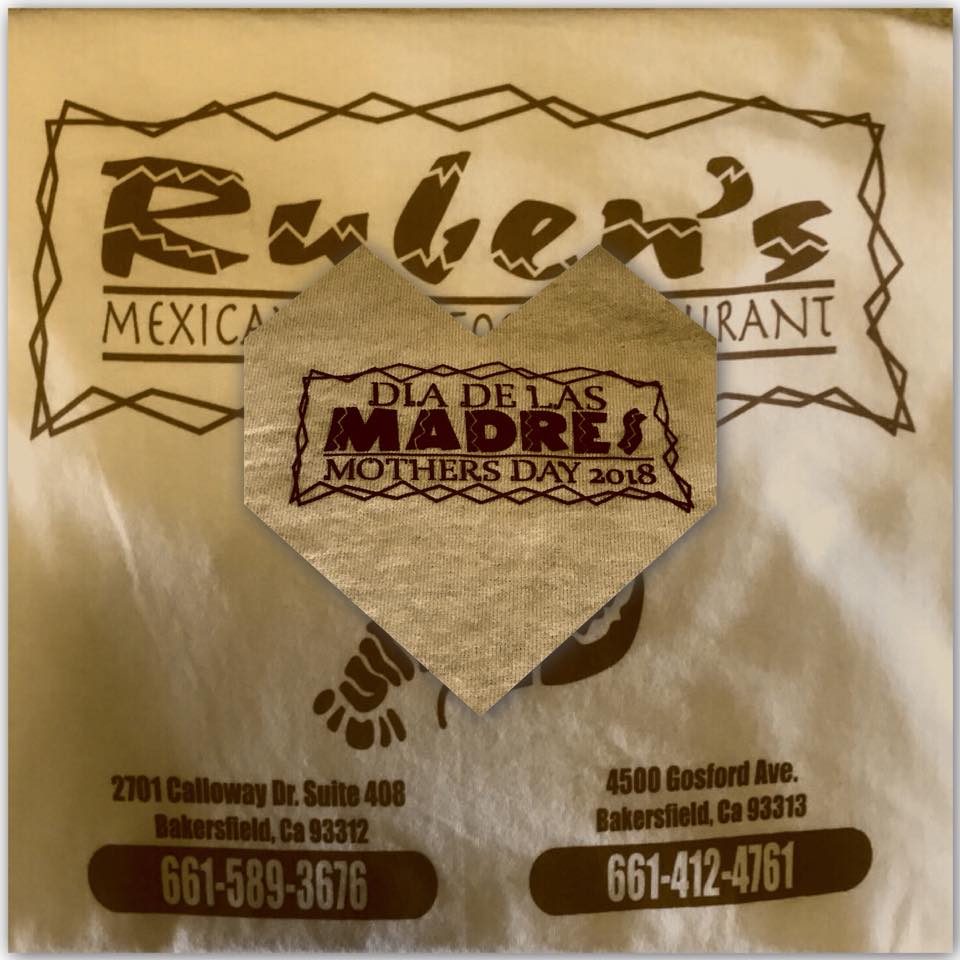 Ruben's
MEXICA URANT
DIA DE LAS
MADRES
MOTHERS DAY 2018
2701 Calloway Dr. Suite 408
Bakersfield, Ca 93312
661-589-3676
4500 Gosford Ave.
Bakersfield, Ca 93313
661-412-4761